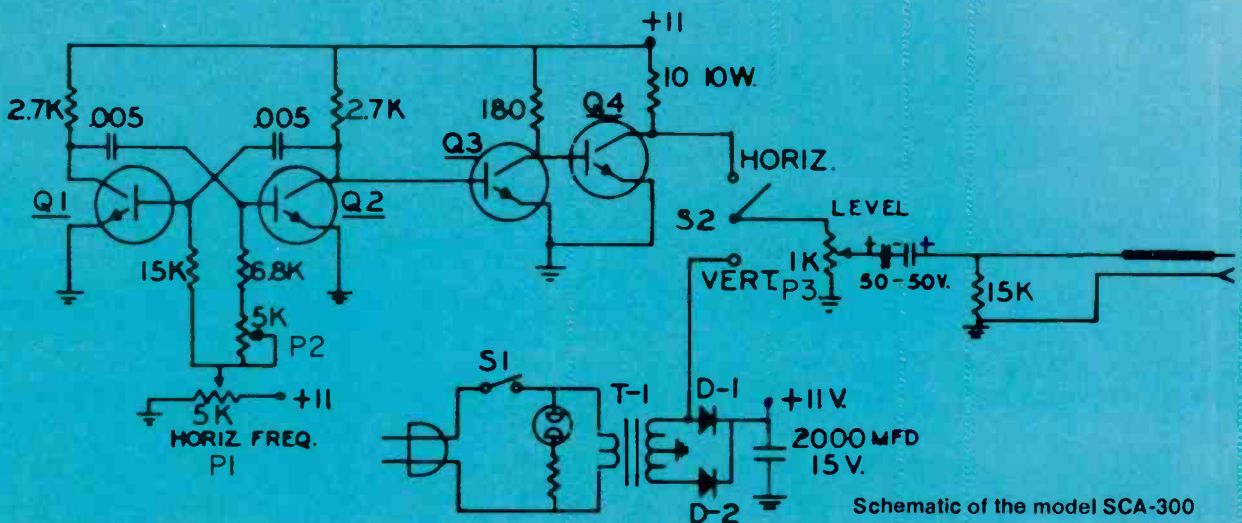 +11
2.7K
.005
.005
2.7K
180
10 10W.
Q1
Q2
Q3
Q4
HORIZ.
S2
LEVEL
VERT.
1K
P3
+ - +
50-50V.
15K
15K
6.8K
5K
P2
5K
+11
HORIZ FREQ.
P1
S1
T-1
D-1
D-2
+11 V.
2000 MFD
15 V.
Schematic of the model SCA-300